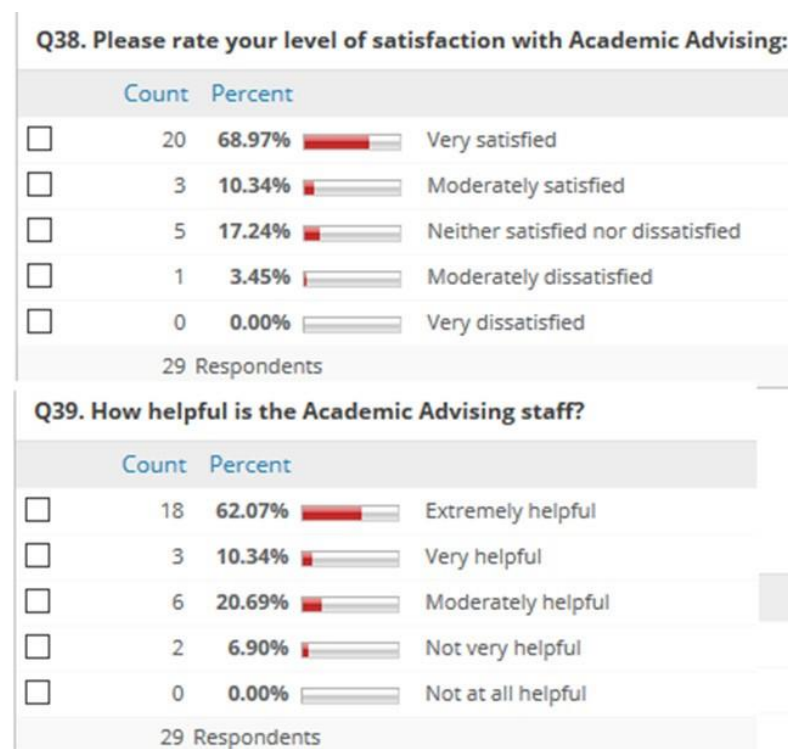 Q38. Please rate your level of satisfaction with Academic Advising:
Count Percent
20 68.97% Very satisfied
3 10.34% Moderately satisfied
5 17.24% Neither satisfied nor dissatisfied
1 3.45% Moderately dissatisfied
0 0.00% Very dissatisfied
29 Respondents
Q39. How helpful is the Academic Advising staff?
Count Percent
18 62.07% Extremely helpful
3 10.34% Very helpful
6 20.69% Moderately helpful
2 6.90% Not very helpful
0 0.00% Not at all helpful
29 Respondents